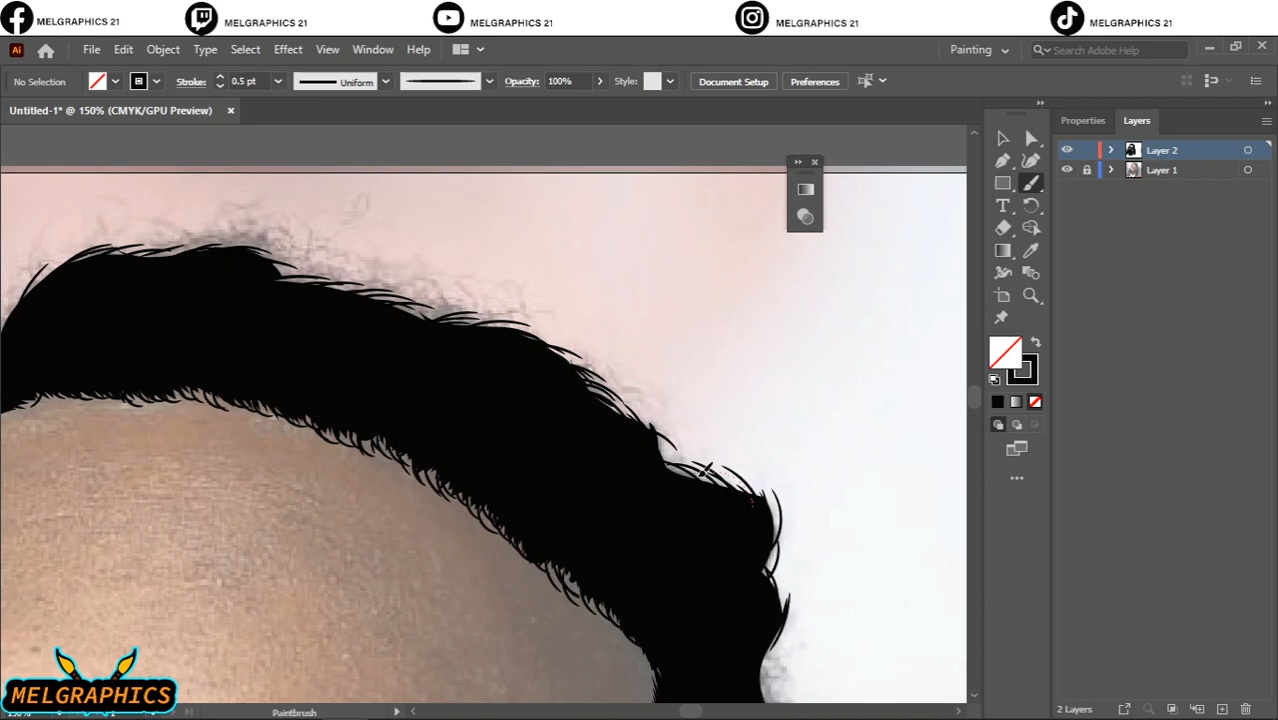 MELGRAPHICS 21
MELGRAPHICS 21
MELGRAPHICS 21
MELGRAPHICS 21
MELGRAPHICS 21
Ai File Edit Object Type Select Effect View Window Help Painting Search Adobe Help
No Selection Stroke: 0.5 pt Uniform Opacity: 100% Style: Document Setup Preferences
Untitled-1* @ 150% (CMYK/GPU Preview)
Properties Layers
Layer 2
Layer 1
MELGRAPHICS
Paintbrush
2 Layers